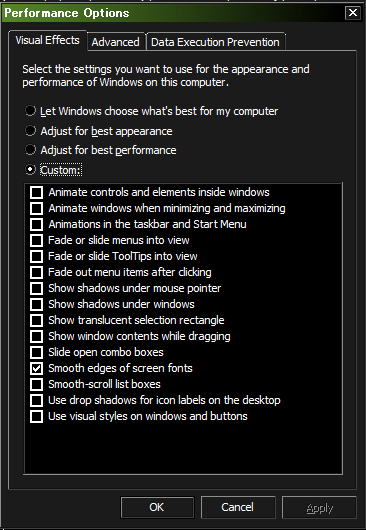 Performance Options
Visual Effects
Advanced
Data Execution Prevention
Select the settings you want to use for the appearance and
performance of Windows on this computer.
Let Windows choose what's best for my computer
Adjust for best appearance
Adjust for best performance
Custom:
Animate controls and elements inside windows
Animate windows when minimizing and maximizing
Animations in the taskbar and Start Menu
Fade or slide menus into view
Fade or slide ToolTips into view
Fade out menu items after clicking
Show shadows under mouse pointer
Show shadows under windows
Show translucent selection rectangle
Show window contents while dragging
Slide open combo boxes
Smooth edges of screen fonts
Smooth-scroll list boxes
Use drop shadows for icon labels on the desktop
Use visual styles on windows and buttons
OK
Cancel
Apply